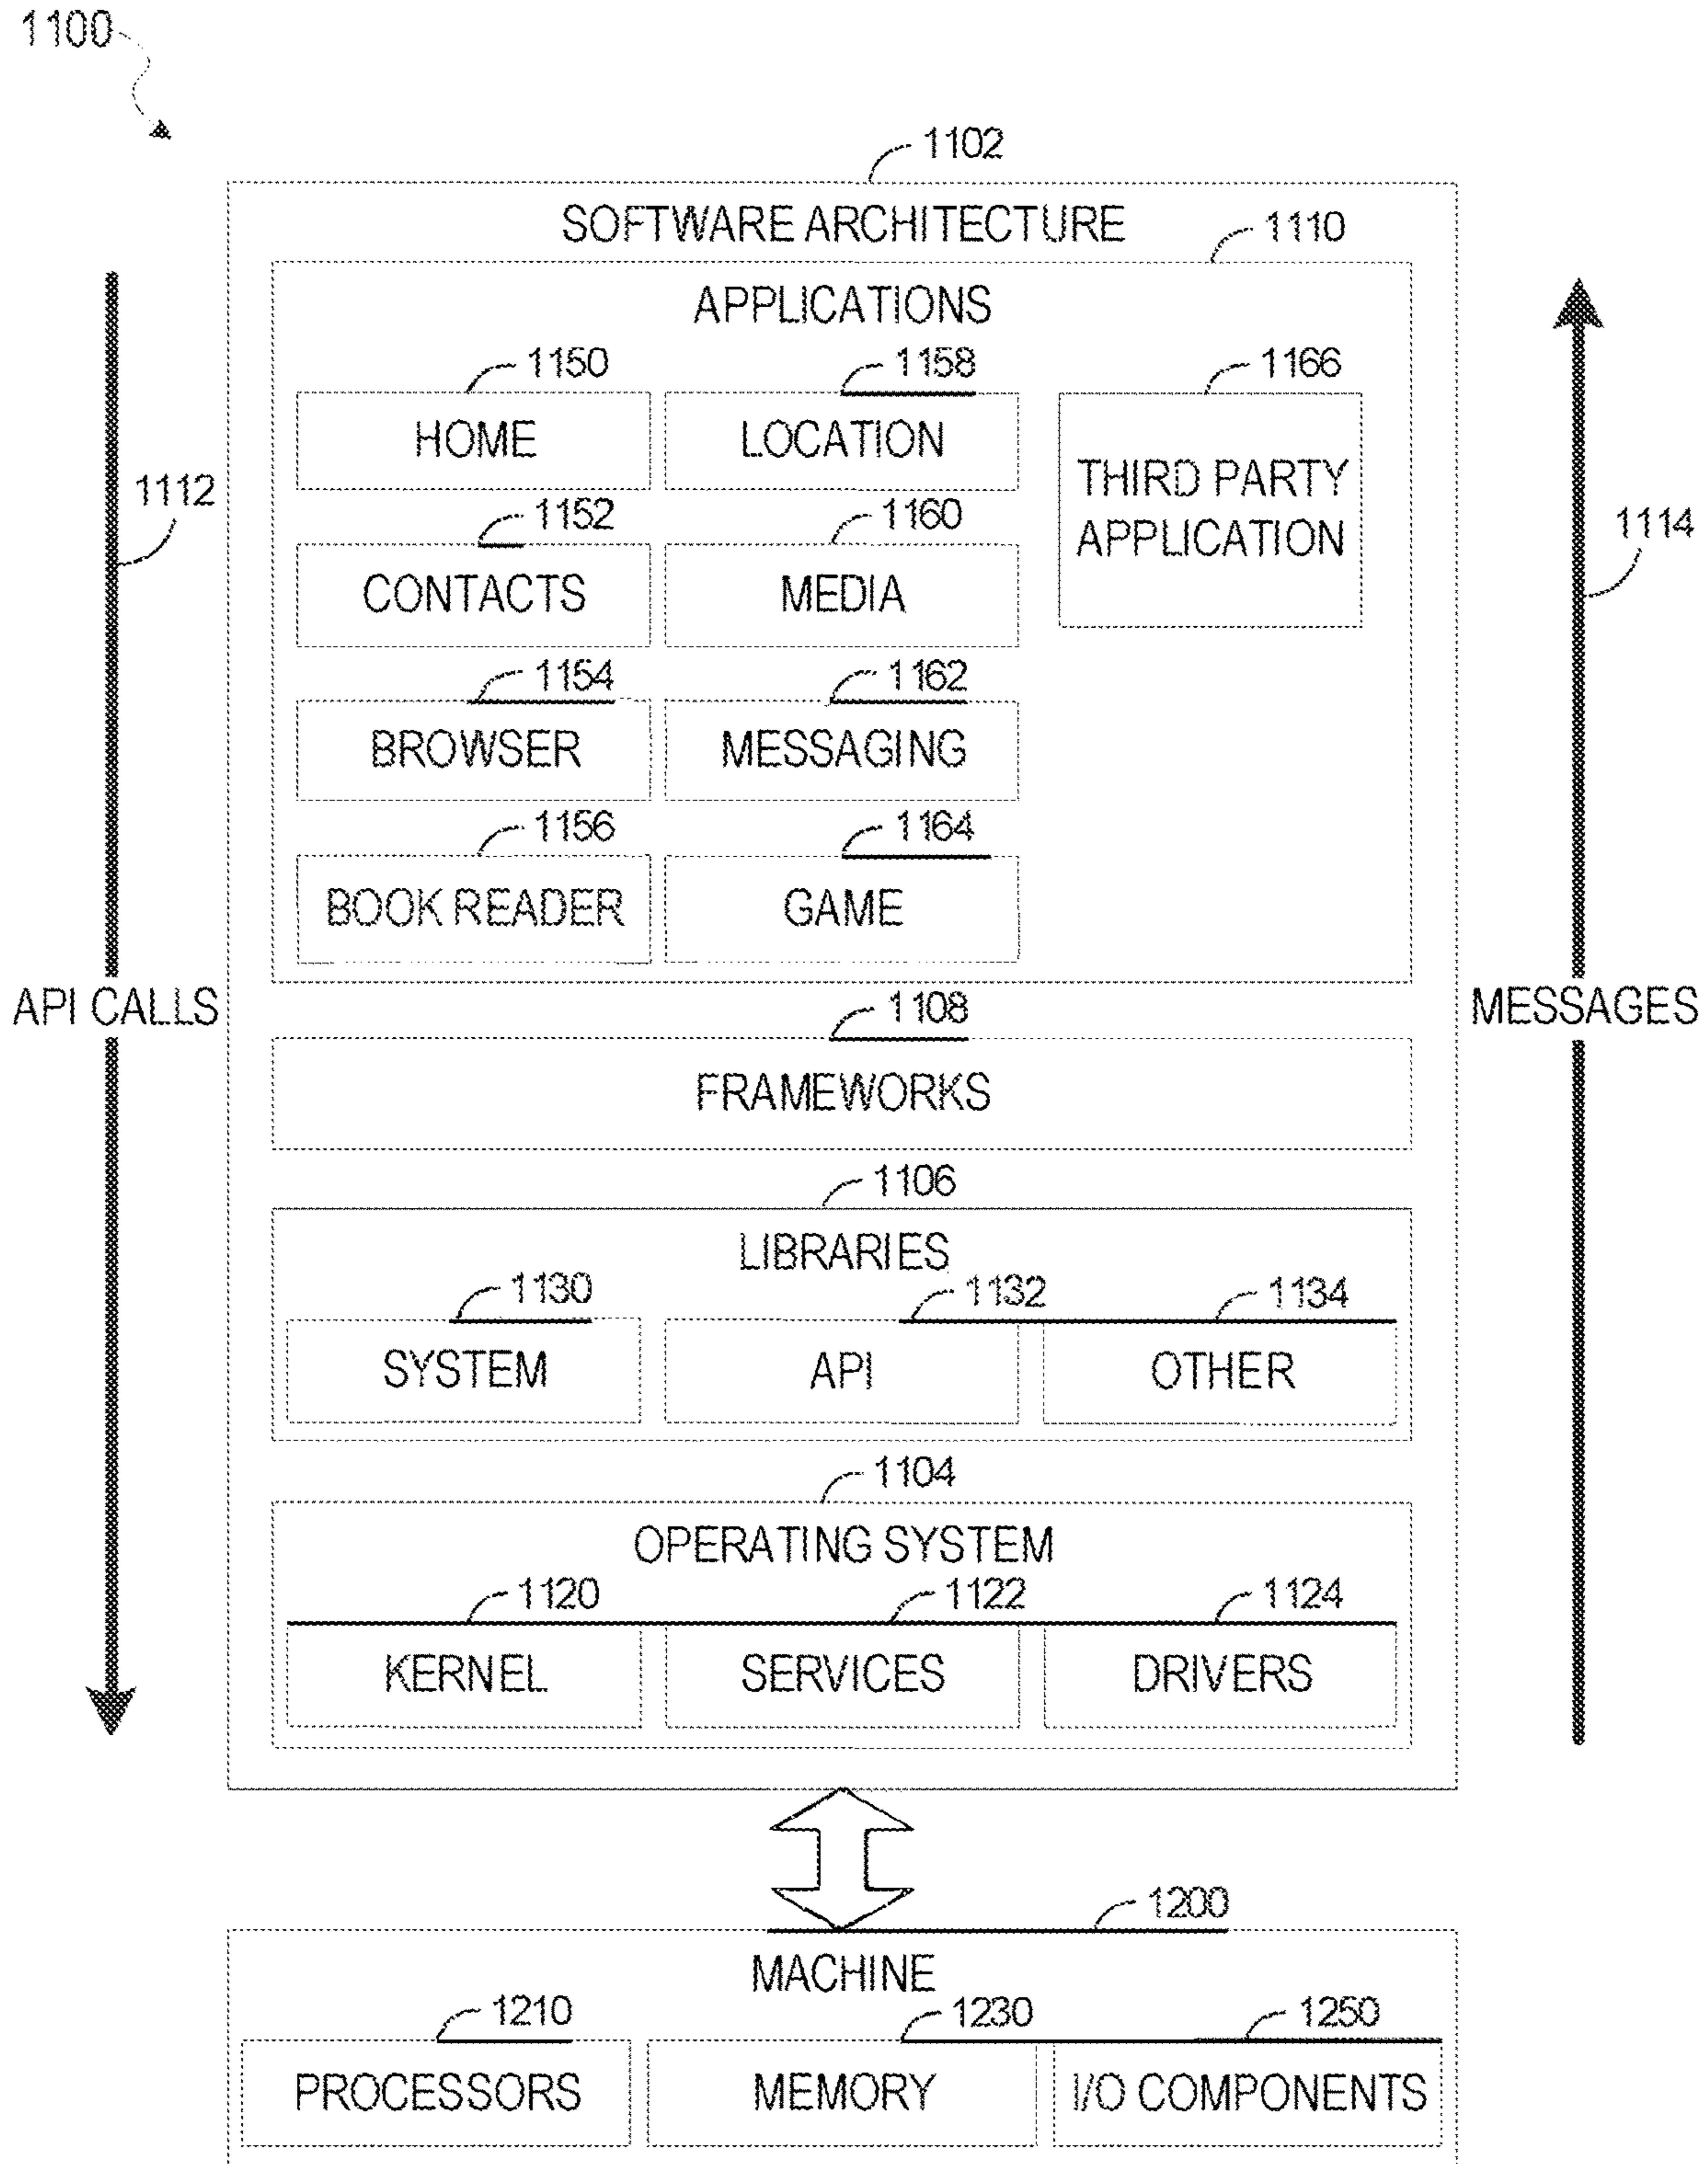 1100
1102
SOFTWARE ARCHITECTURE
1110
APPLICATIONS
1150
1158
1166
HOME
LOCATION
THIRD PARTY
APPLICATION
1112
1114
1152
1160
CONTACTS
MEDIA
1154
1162
BROWSER
MESSAGING
1156
1164
BOOK READER
GAME
API CALLS
MESSAGES
1108
FRAMEWORKS
1106
LIBRARIES
1130
1132
1134
SYSTEM
API
OTHER
1104
OPERATING SYSTEM
1120
1122
1124
KERNEL
SERVICES
DRIVERS
1200
MACHINE
1210
1230
1250
PROCESSORS
MEMORY
I/O COMPONENTS